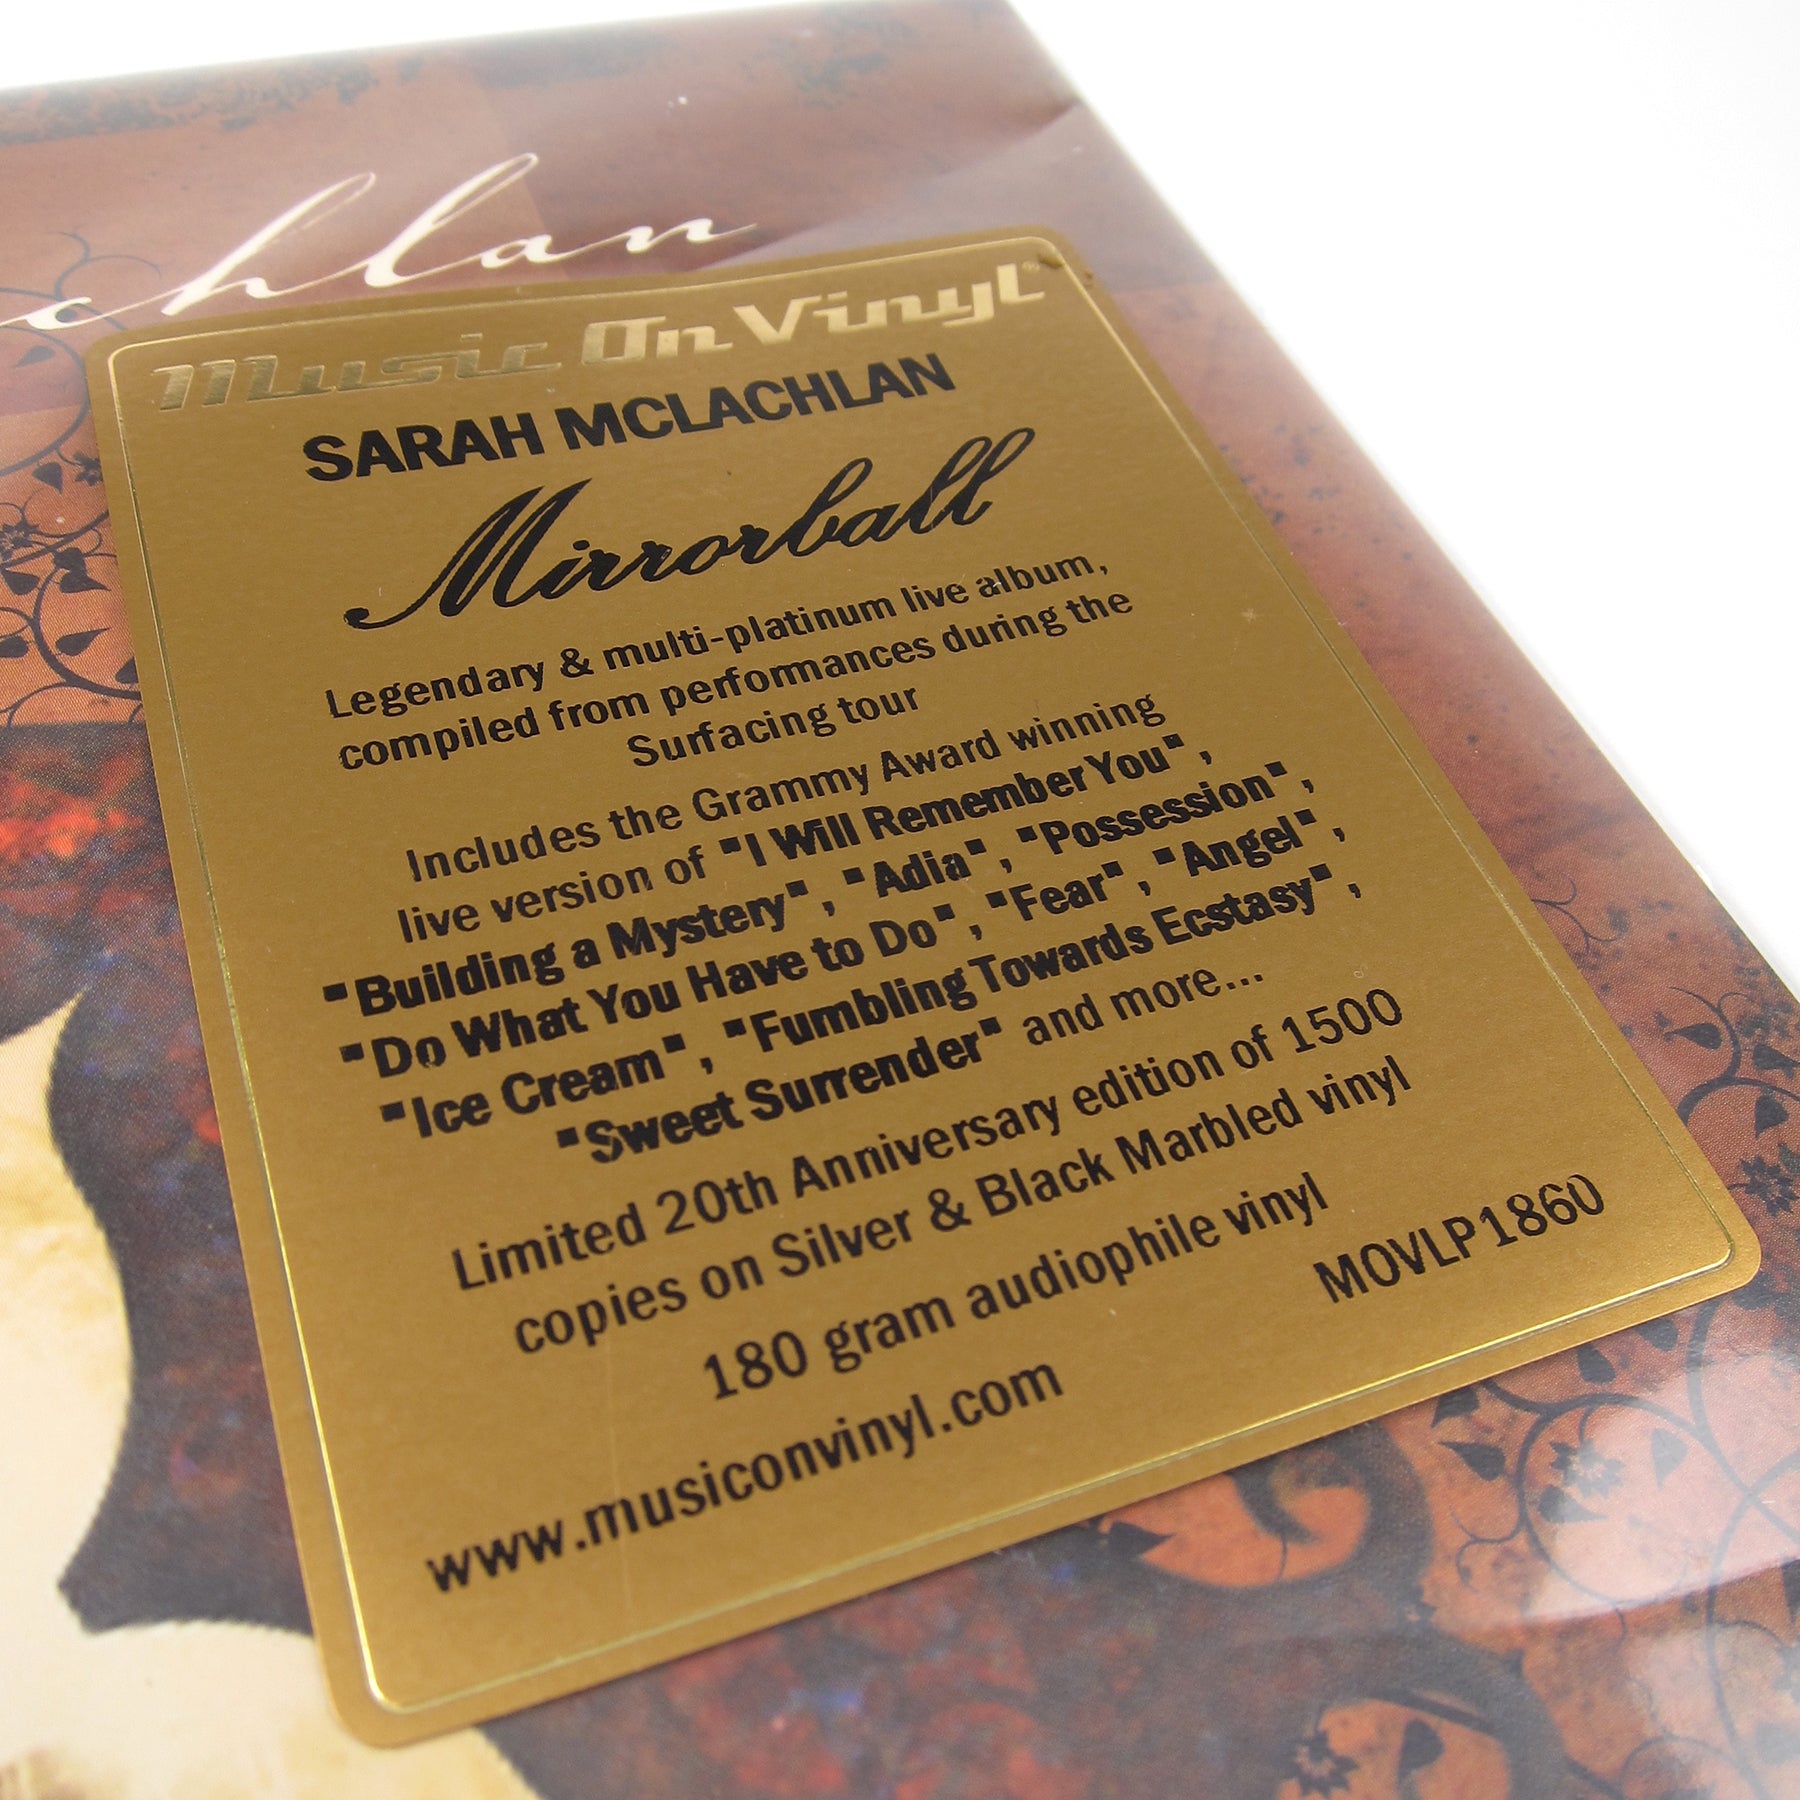 chlan
Music On Vinyl®
SARAH MCLACHLAN
Mirrorball
Legendary & multi-platinum live album,
compiled from performances during the
Surfacing tour
Includes the Grammy Award winning
live version of "I Will Remember You",
"Building a Mystery", "Adia", "Possession",
"Do What You Have to Do", "Fear", "Angel",
"Ice Cream", "Fumbling Towards Ecstasy",
"Sweet Surrender" and more...
Limited 20th Anniversary edition of 1500
copies on Silver & Black Marbled vinyl
180 gram audiophile vinyl
MOVLP1860
www.musiconvinyl.com